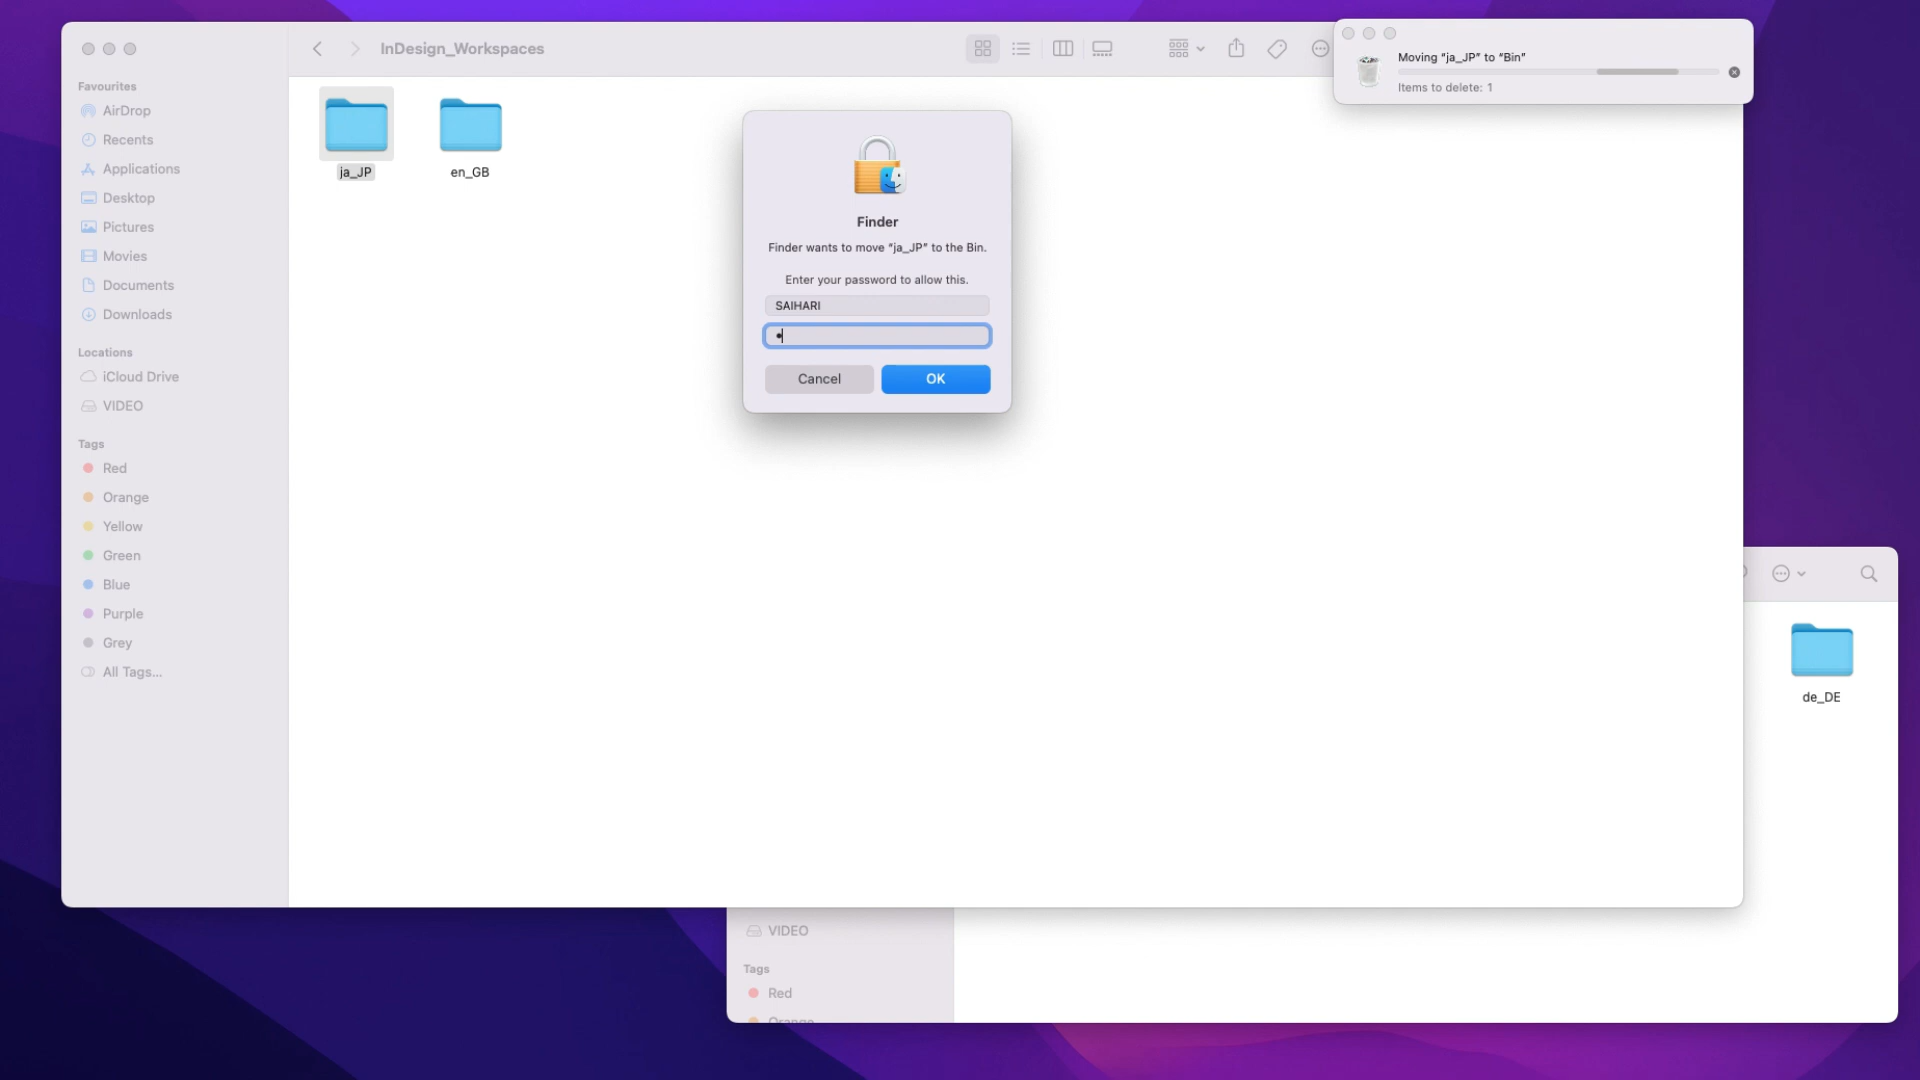 InDesign_Workspaces
Favourites
AirDrop
Recents
Applications
Desktop
Pictures
Movies
Documents
Downloads
Locations
iCloud Drive
VIDEO
Tags
Red
Orange
Yellow
Green
Blue
Purple
Grey
All Tags...
ja_JP
en_GB
Finder
Finder wants to move “ja_JP” to the Bin.
Enter your password to allow this.
SAIHARI
Cancel
OK
Moving “ja_JP” to “Bin”
Items to delete: 1
de_DE
VIDEO
Tags
Red
Orange